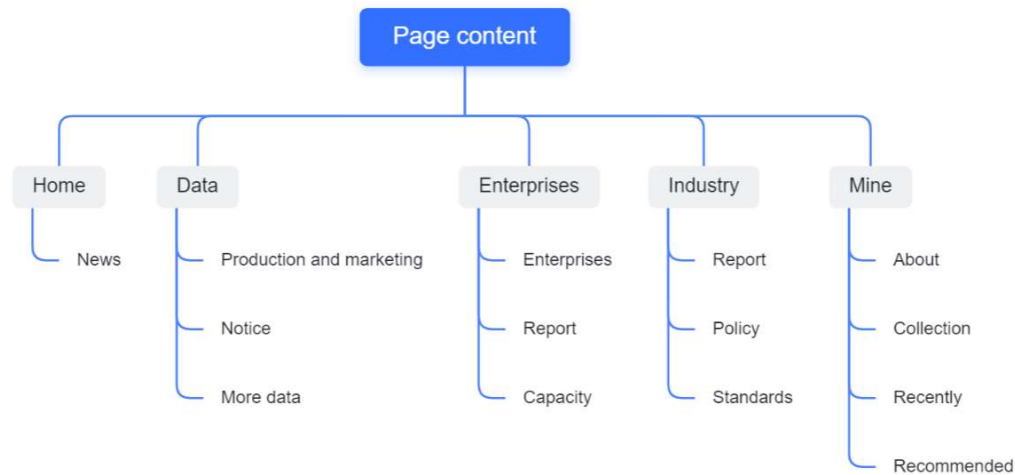 Page content
Home
Data
Enterprises
Industry
Mine
News
Production and marketing
Enterprises
Report
About
Notice
Report
Policy
Collection
More data
Capacity
Standards
Recently
Recommended